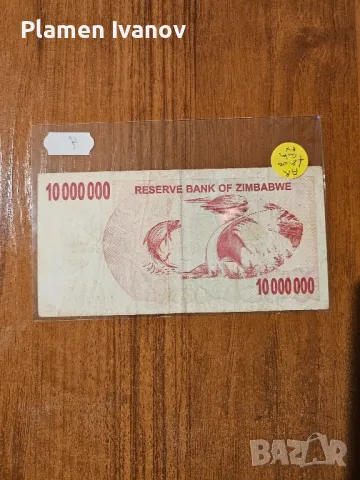 Plamen Ivanov
10 000 000
RESERVE BANK OF ZIMBABWE
10 000 000
BAZAR